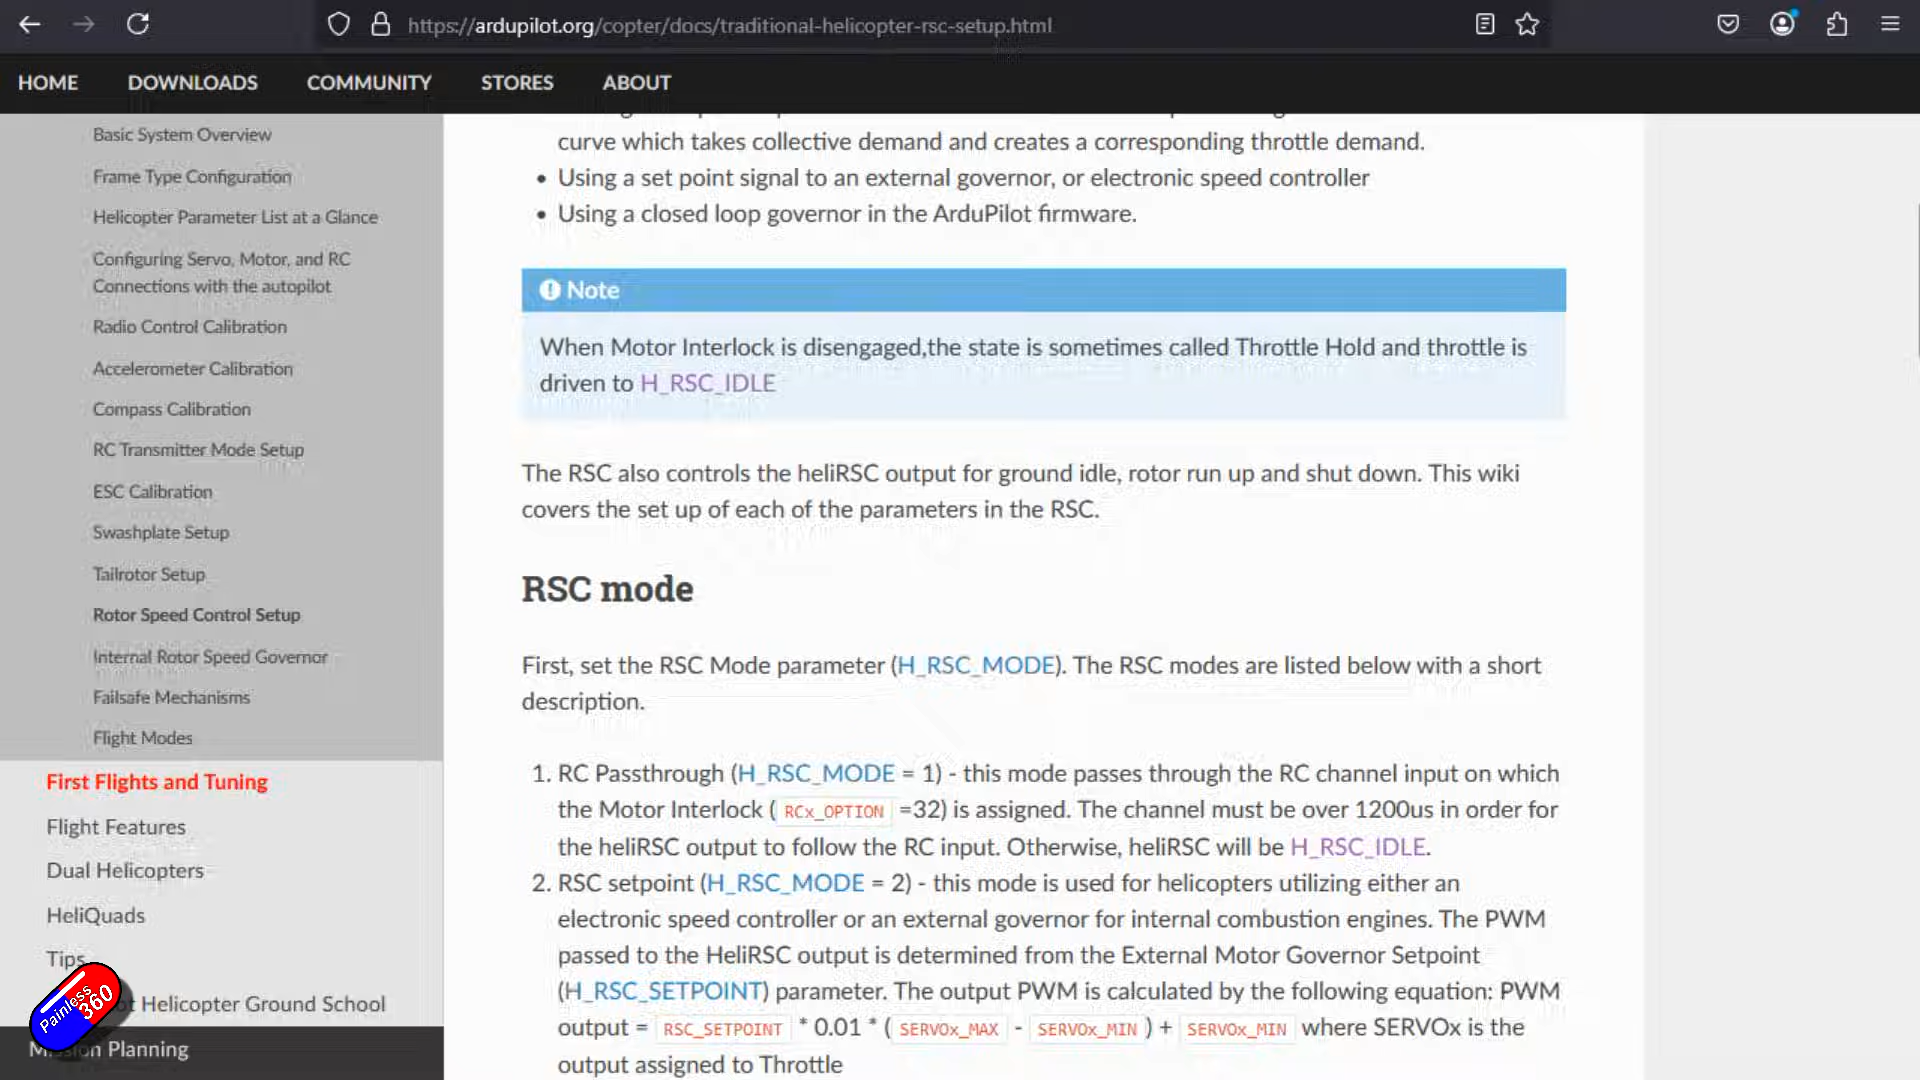 https://ardupilot.org/copter/docs/traditional-helicopter-rsc-setup.html
HOME DOWNLOADS COMMUNITY STORES ABOUT
Basic System Overview
Frame Type Configuration
Helicopter Parameter List at a Glance
Configuring Servo, Motor, and RC
Connections with the autopilot
Radio Control Calibration
Accelerometer Calibration
Compass Calibration
RC Transmitter Mode Setup
ESC Calibration
Swashplate Setup
Tailrotor Setup
Rotor Speed Control Setup
Internal Rotor Speed Governor
Failsafe Mechanisms
Flight Modes
First Flights and Tuning
Flight Features
Dual Helicopters
HeliQuads
Tips
Helicopter Ground School
Mission Planning
Painless
360
curve which takes collective demand and creates a corresponding throttle demand.
• Using a set point signal to an external governor, or electronic speed controller
• Using a closed loop governor in the ArduPilot firmware.
Note
When Motor Interlock is disengaged,the state is sometimes called Throttle Hold and throttle is
driven to H_RSC_IDLE
The RSC also controls the heliRSC output for ground idle, rotor run up and shut down. This wiki
covers the set up of each of the parameters in the RSC.
RSC mode
First, set the RSC Mode parameter (H_RSC_MODE). The RSC modes are listed below with a short
description.
1. RC Passthrough (H_RSC_MODE = 1) - this mode passes through the RC channel input on which
the Motor Interlock ( RCx_OPTION =32) is assigned. The channel must be over 1200us in order for
the heliRSC output to follow the RC input. Otherwise, heliRSC will be H_RSC_IDLE.
2. RSC setpoint (H_RSC_MODE = 2) - this mode is used for helicopters utilizing either an
electronic speed controller or an external governor for internal combustion engines. The PWM
passed to the HeliRSC output is determined from the External Motor Governor Setpoint
(H_RSC_SETPOINT) parameter. The output PWM is calculated by the following equation: PWM
output = RSC_SETPOINT * 0.01 * ( SERVOx_MAX - SERVOx_MIN ) + SERVOx_MIN where SERVOx is the
output assigned to Throttle